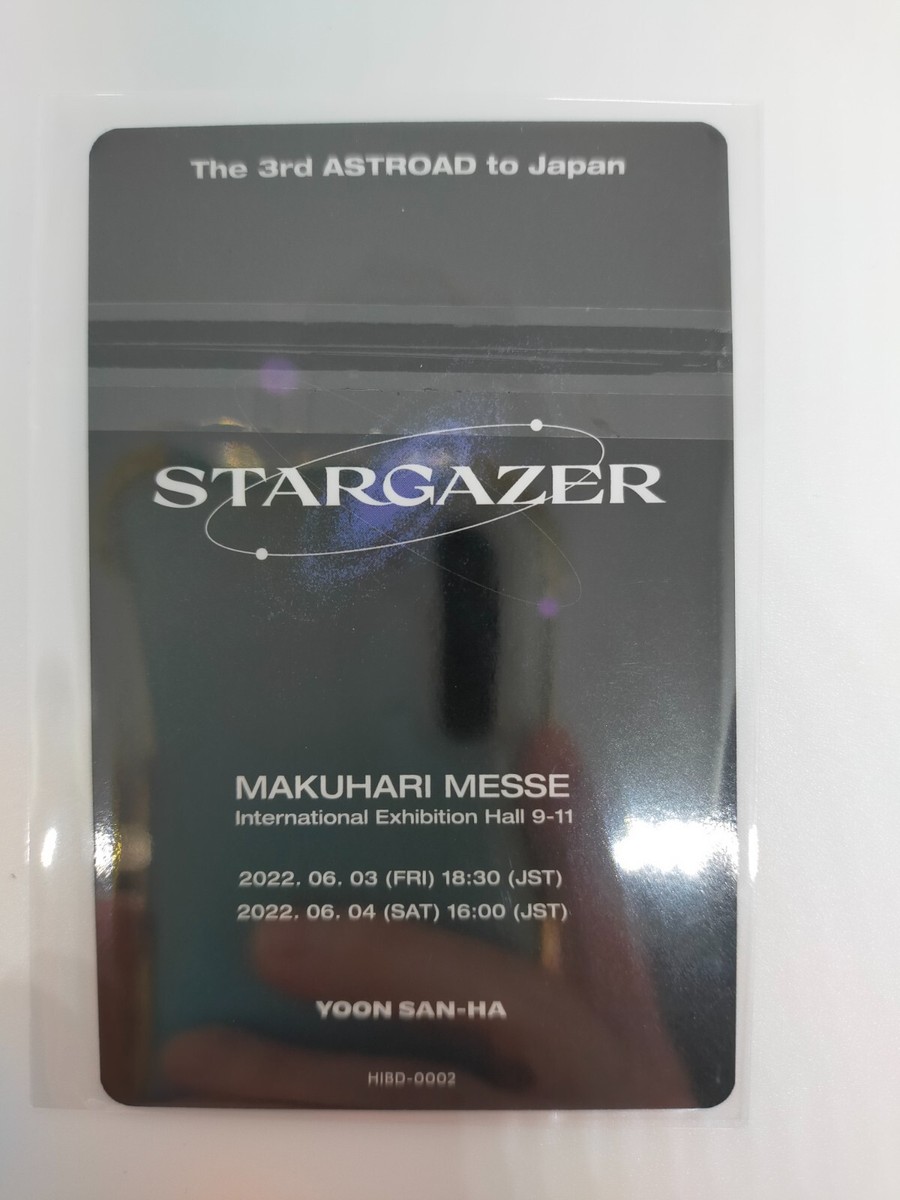 The 3rd ASTROAD to Japan
STARGAZER
MAKUHARI MESSE
International Exhibition Hall 9-11
2022. 06. 03 (FRI) 18:30 (JST)
2022. 06. 04 (SAT) 16:00 (JST)
YOON SAN-HA
HIBD-0002